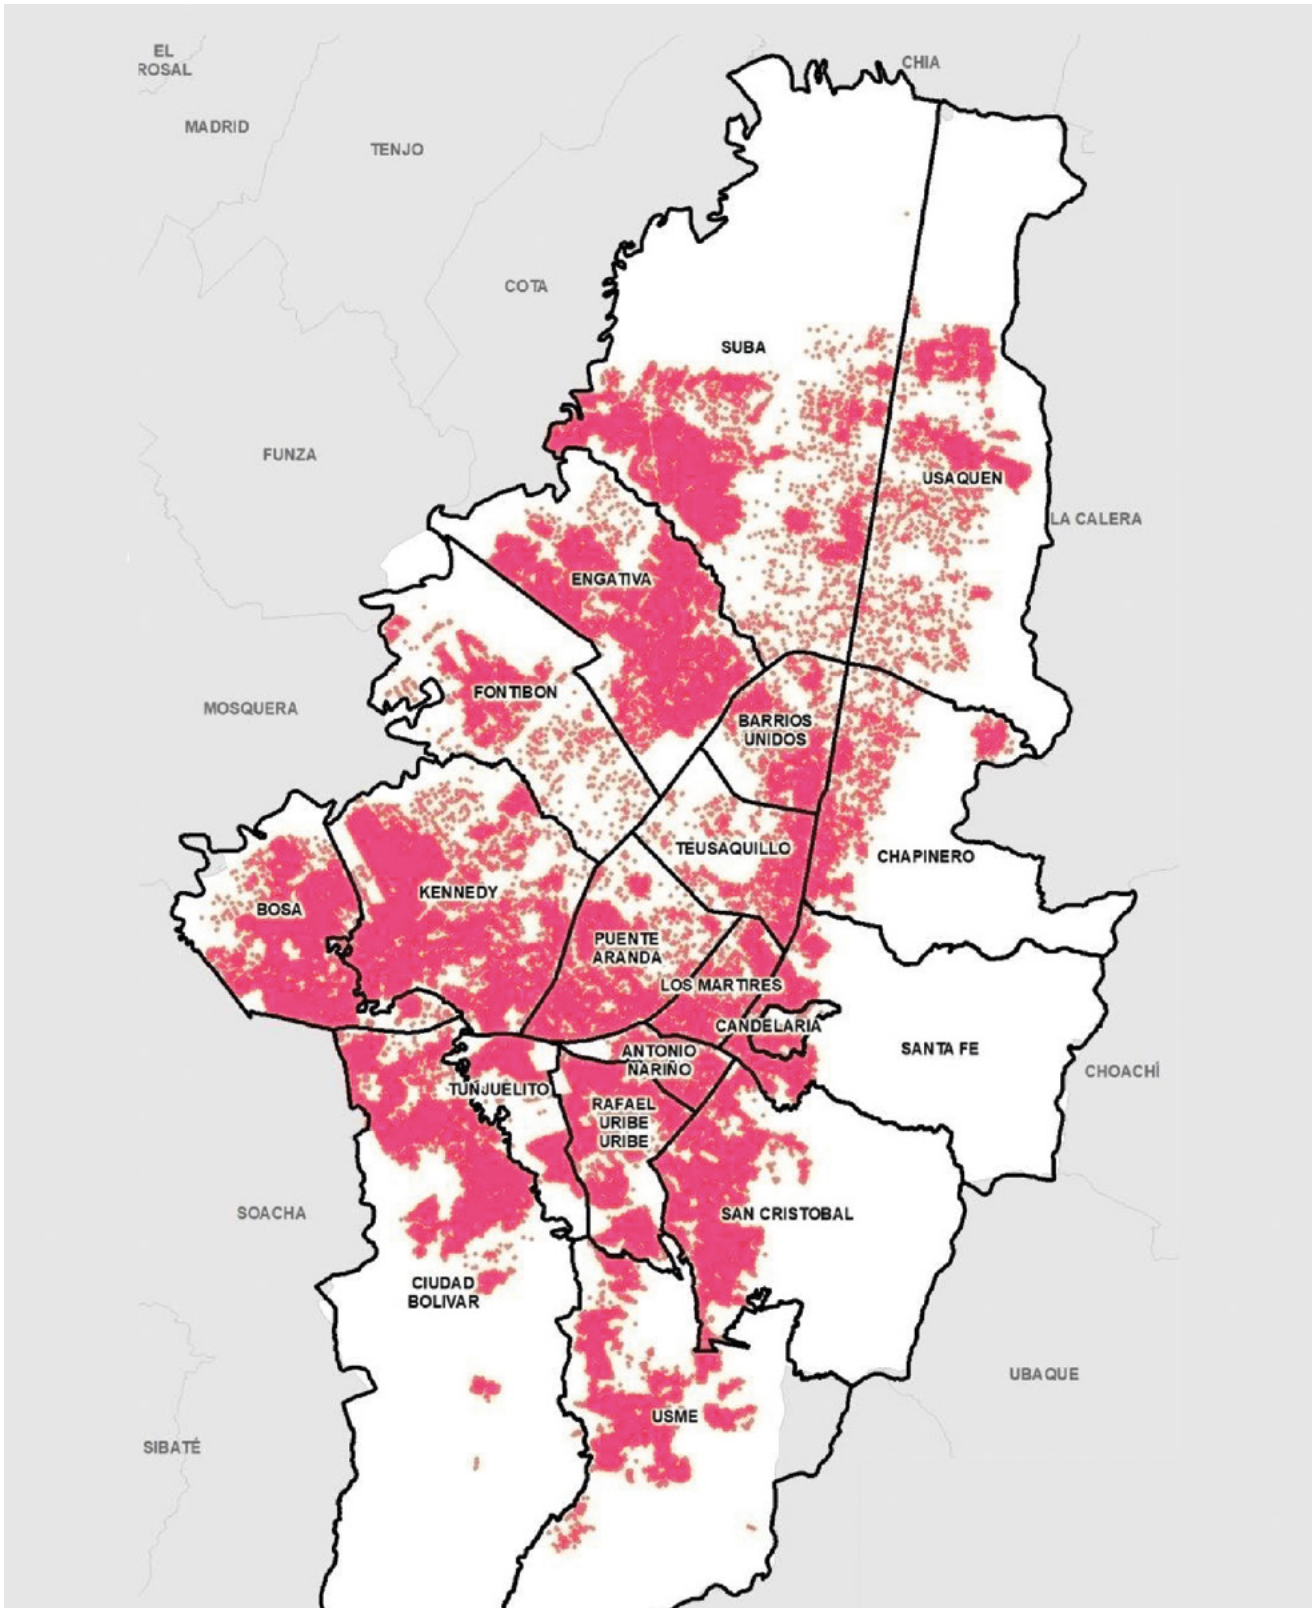 EL
ROSAL
CHIA
MADRID
TENJO
COTA
SUBA
FUNZA
USAQUEN
LA CALERA
ENGATIVA
FONTIBON
MOSQUERA
BARRIOS
UNIDOS
TEUSAQUILLO
CHAPINERO
KENNEDY
BOSA
PUENTE
ARANDA
LOS MARTIRES
CANDELARIA
SANTA FE
ANTONIO
NARIÑO
CHOACHÍ
TUNJUELITO
RAFAEL
URIBE
URIBE
SOACHA
SAN CRISTOBAL
CIUDAD
BOLIVAR
UBAQUE
USME
SIBATÉ